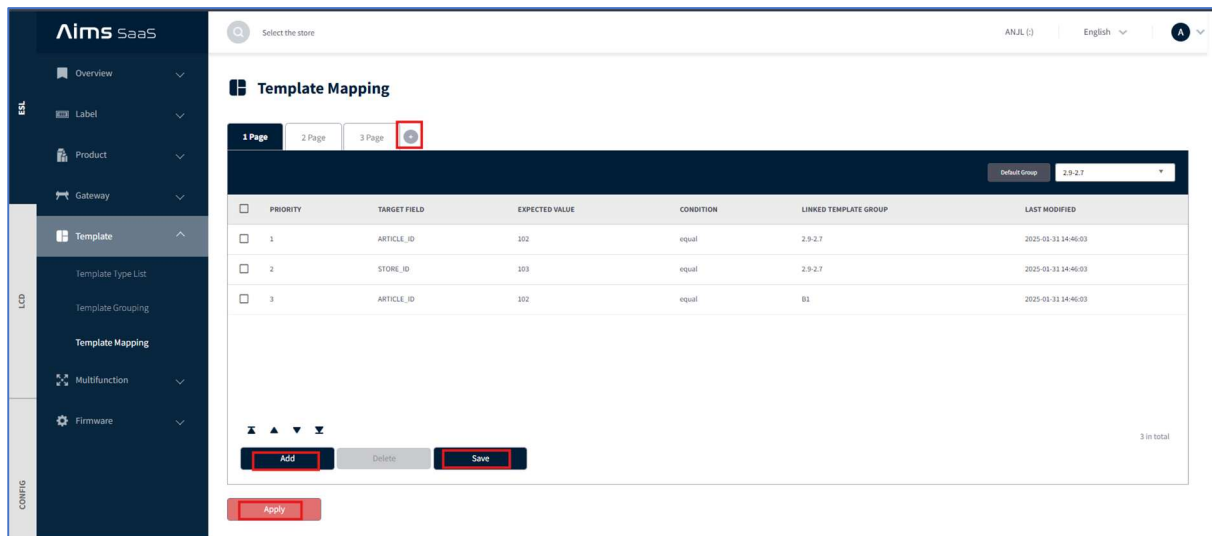 Aims SaaS
Select the store
ANJL (:)
English
A
ESL
LCD
CONFIG
Overview
Label
Product
Gateway
Template
Template Type List
Template Grouping
Template Mapping
Multifunction
Firmware
Template Mapping
1 Page 2 Page 3 Page +
Default Group 2.9-2.7
PRIORITY TARGET FIELD EXPECTED VALUE CONDITION LINKED TEMPLATE GROUP LAST MODIFIED
1 ARTICLE_ID 102 equal 2.9-2.7 2025-01-31 14:46:03
2 STORE_ID 103 equal 2.9-2.7 2025-01-31 14:46:03
3 ARTICLE_ID 102 equal B1 2025-01-31 14:46:03
3 in total
Add Delete Save
Apply